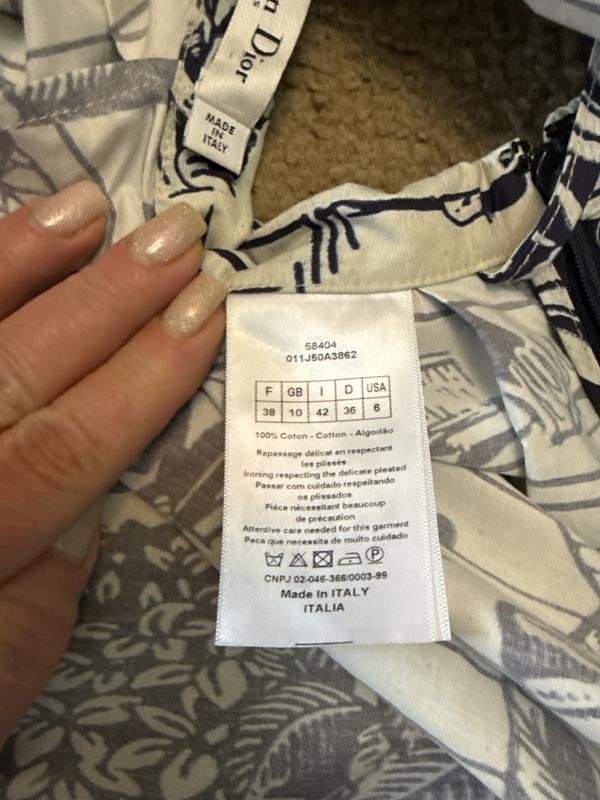 n Dior
s
MADE
IN
ITALY
58404
011J50A3862
F GB I D USA
38 10 42 36 6
100% Coton - Cotton - Algodão
Repassage délicat en respectant
les plissés
Ironing respecting the delicate pleated
Passar com cuidado respeitando
os plissados
Pièce nécessitant beaucoup
de précaution
Attentive care needed for this garment
Peca que necessita de muito cuidado
P
CNPJ 02-046-366/0003-99
Made In ITALY
ITALIA